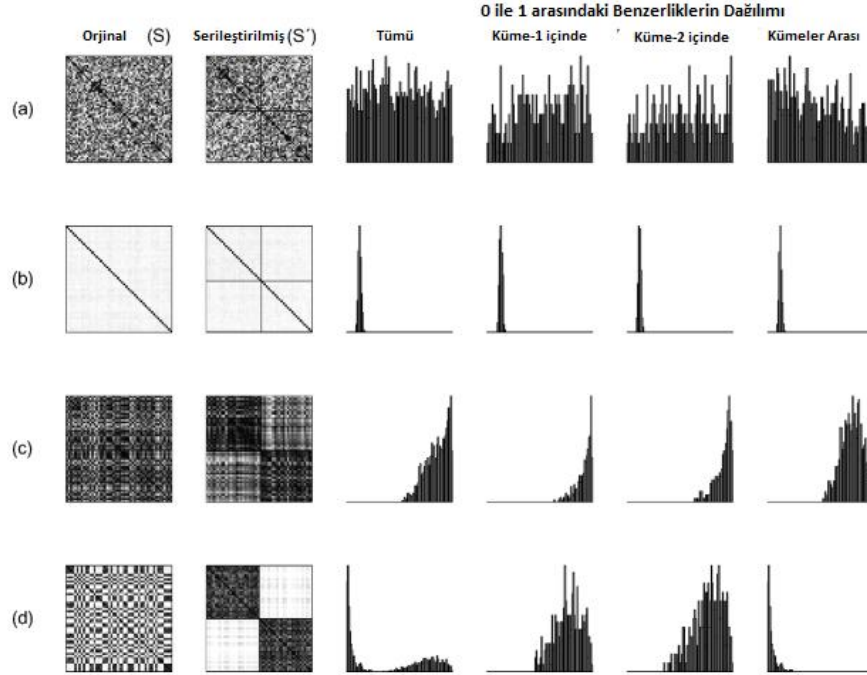 0 ile 1 arasındaki Benzerliklerin Dağılımı
Orjinal (S) Serileştirilmiş (S´) Tümü Küme-1 içinde Küme-2 içinde Kümeler Arası
(a)
(b)
(c)
(d)